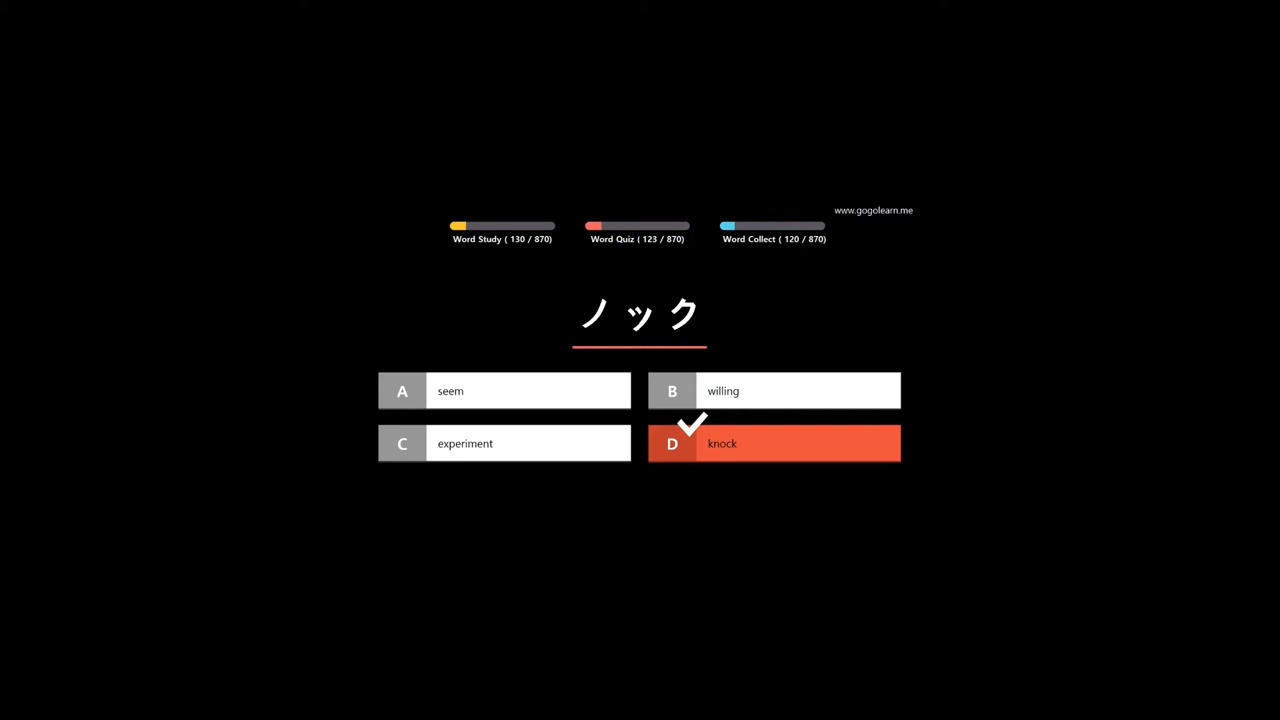 www.gogolearn.me
Word Study ( 130 / 870)
Word Quiz ( 123 / 870)
Word Collect ( 120 / 870)
ノック
A seem
B willing
C experiment
D knock